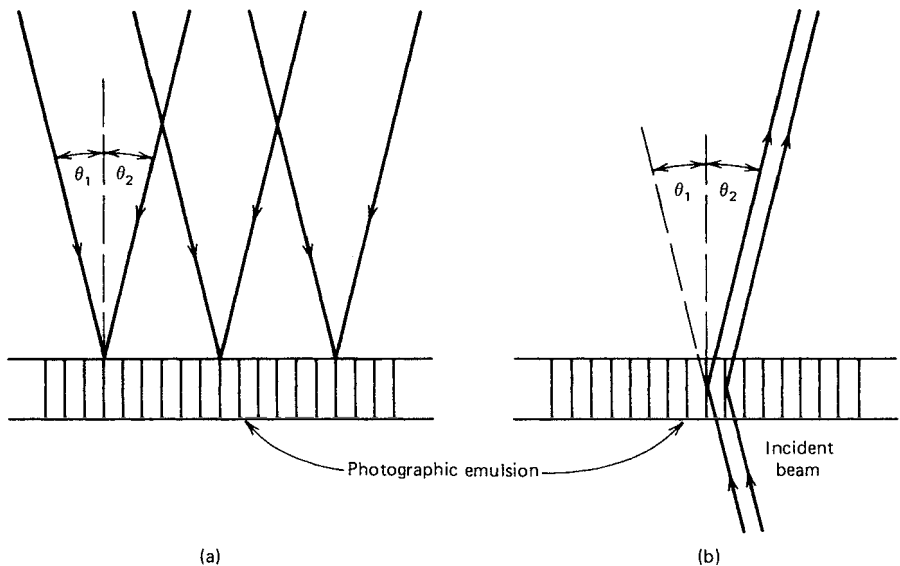 θ1
θ2
θ1
θ2
Photographic emulsion
Incident
beam
(a)
(b)